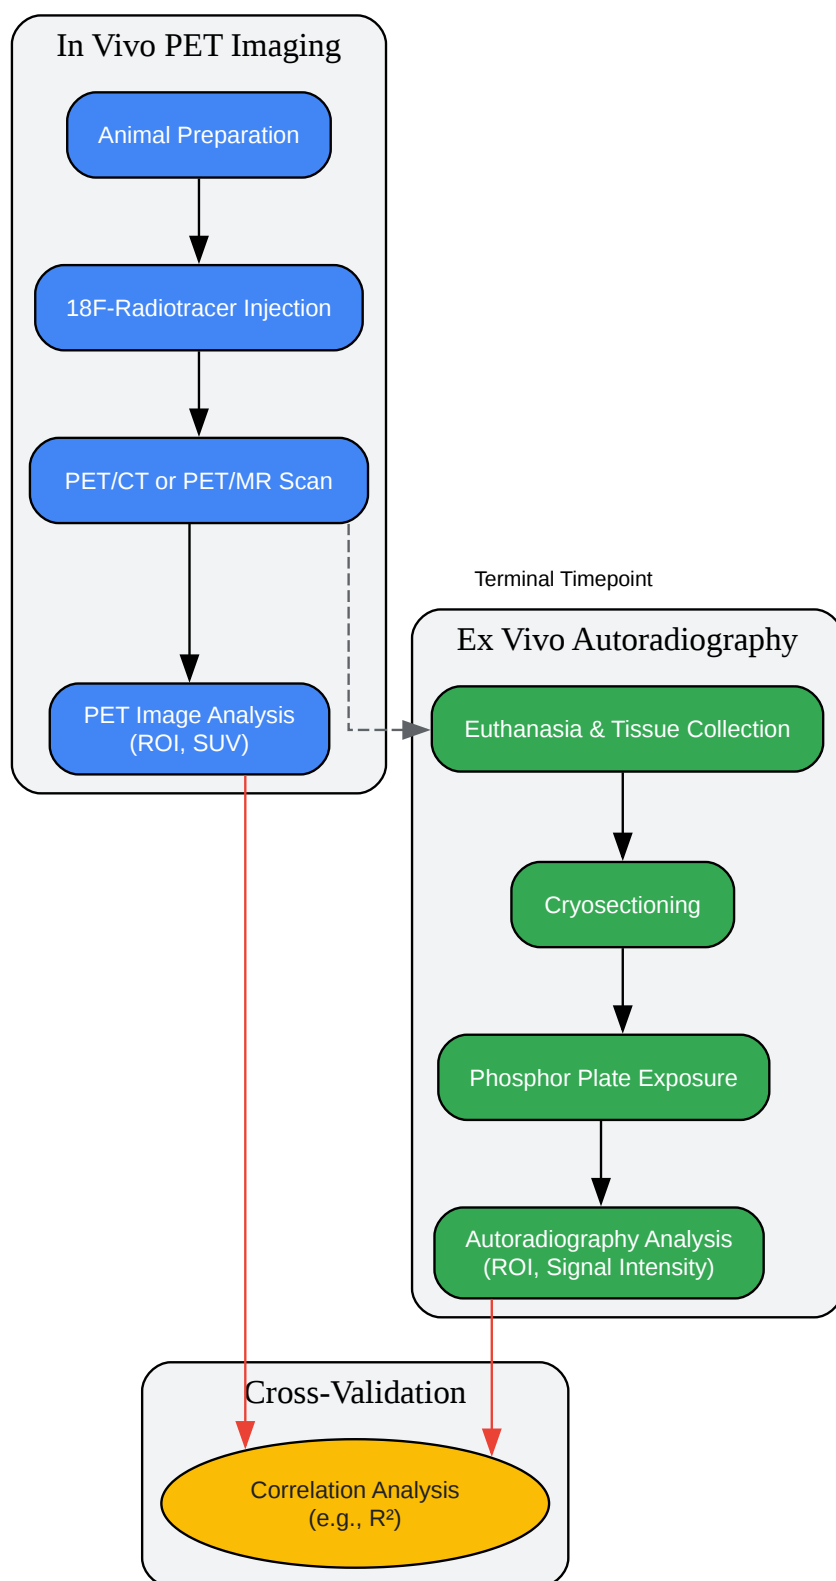 In Vivo PET Imaging
Animal Preparation
18F-Radiotracer Injection
PET/CT or PET/MR Scan
PET Image Analysis
(ROI, SUV)
Terminal Timepoint
Ex Vivo Autoradiography
Euthanasia & Tissue Collection
Cryosectioning
Phosphor Plate Exposure
Autoradiography Analysis
(ROI, Signal Intensity)
Cross-Validation
Correlation Analysis
(e.g., R²)